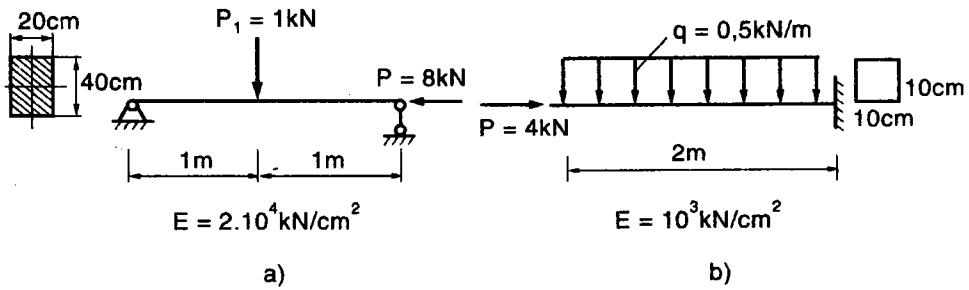 20cm
P₁ = 1kN
40cm
P = 8kN
1m
1m
E = 2.10⁴kN/cm²
a)
q = 0,5kN/m
P = 4kN
10cm
10cm
2m
E = 10³kN/cm²
b)